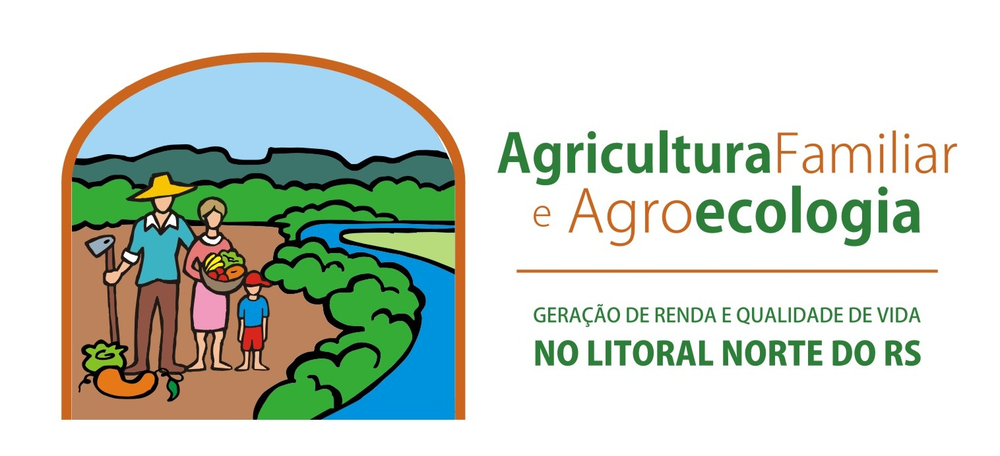 AgriculturaFamiliar
e Agroecologia
GERAÇÃO DE RENDA E QUALIDADE DE VIDA
NO LITORAL NORTE DO RS